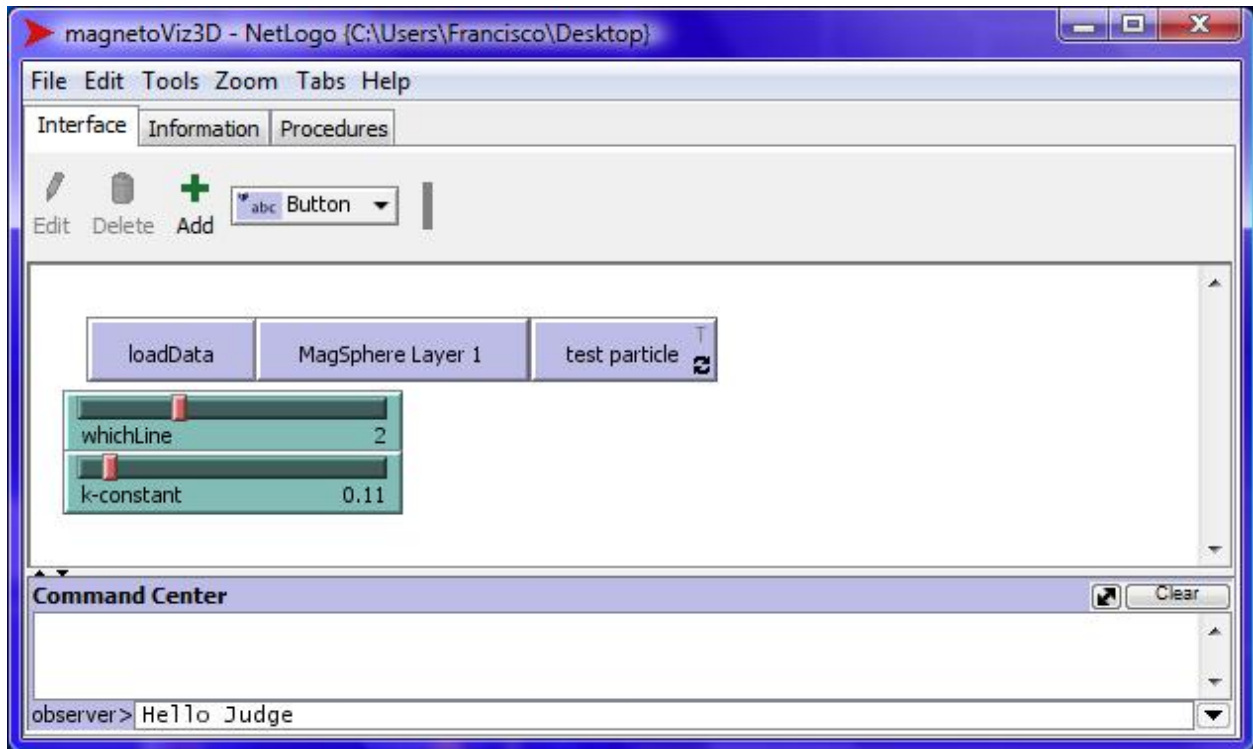 magnetoViz3D - NetLogo {C:\Users\Francisco\Desktop}
File Edit Tools Zoom Tabs Help
Interface Information Procedures
abc Button
Edit Delete Add
loadData MagSphere Layer 1 test particle T
whichLine 2
k-constant 0.11
Command Center Clear
observer> Hello Judge